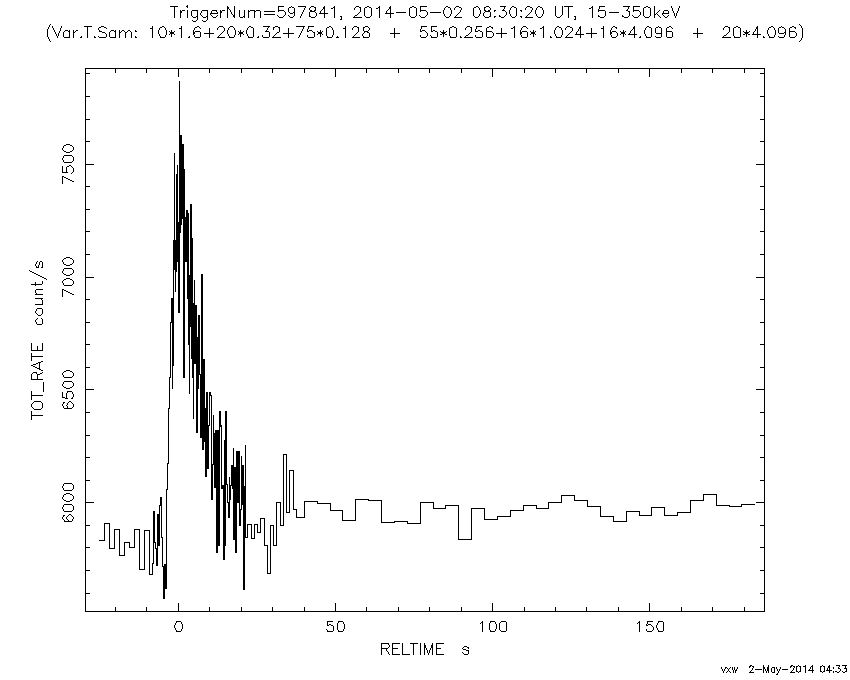 TriggerNum=597841, 2014-05-02 08:30:20 UT, 15-350keV
(Var.T.Sam: 10*1.6+20*0.32+75*0.128 + 55*0.256+16*1.024+16*4.096 + 20*4.096)
7500
7000
6500
6000
TOT_RATE count/s
0 50 100 150
RELTIME s
vxw 2-May-2014 04:33